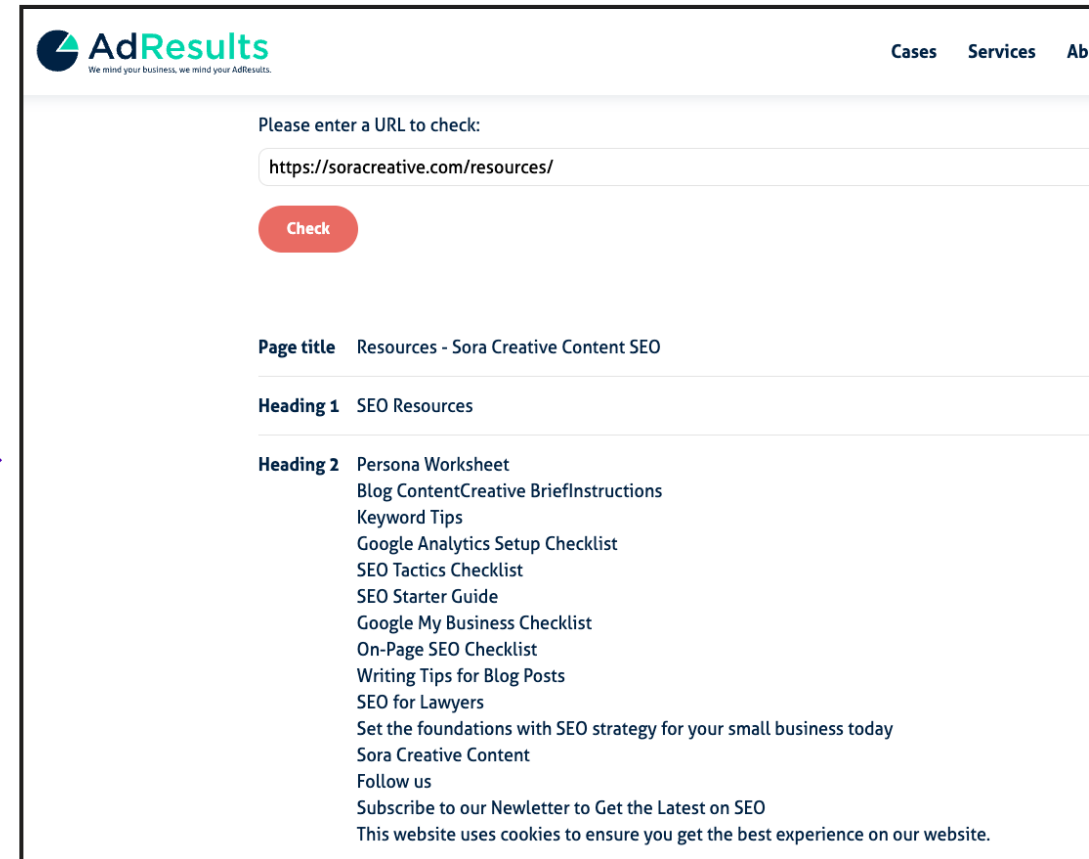 AdResults
We mind your business, we mind your AdResults.
Cases Services Ab
Please enter a URL to check:
https://soracreative.com/resources/
Check
Page title Resources - Sora Creative Content SEO
Heading 1 SEO Resources
Heading 2 Persona Worksheet
Blog ContentCreative BriefInstructions
Keyword Tips
Google Analytics Setup Checklist
SEO Tactics Checklist
SEO Starter Guide
Google My Business Checklist
On-Page SEO Checklist
Writing Tips for Blog Posts
SEO for Lawyers
Set the foundations with SEO strategy for your small business today
Sora Creative Content
Follow us
Subscribe to our Newletter to Get the Latest on SEO
This website uses cookies to ensure you get the best experience on our website.